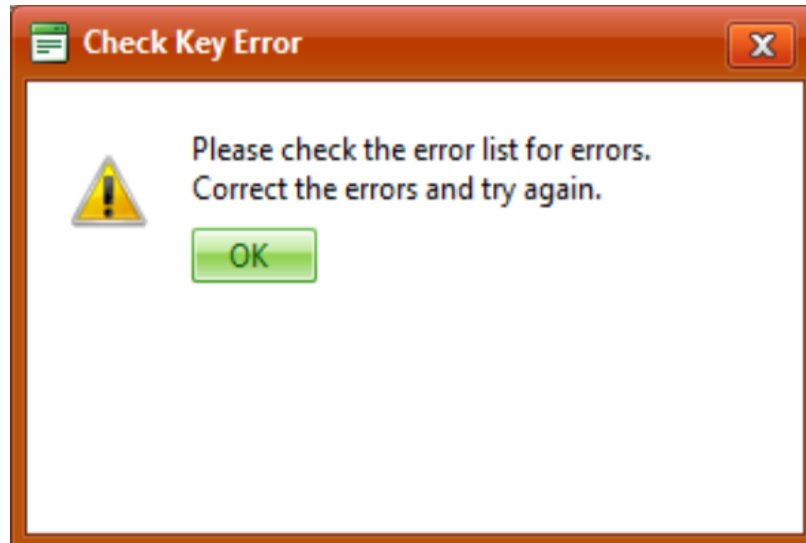 Check Key Error
Please check the error list for errors.
Correct the errors and try again.
OK